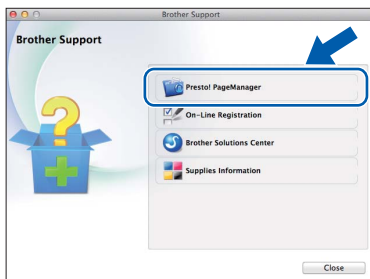 Brother Support
Brother Support
Presto! PageManager
On-Line Registration
Brother Solutions Center
Supplies Information
Close